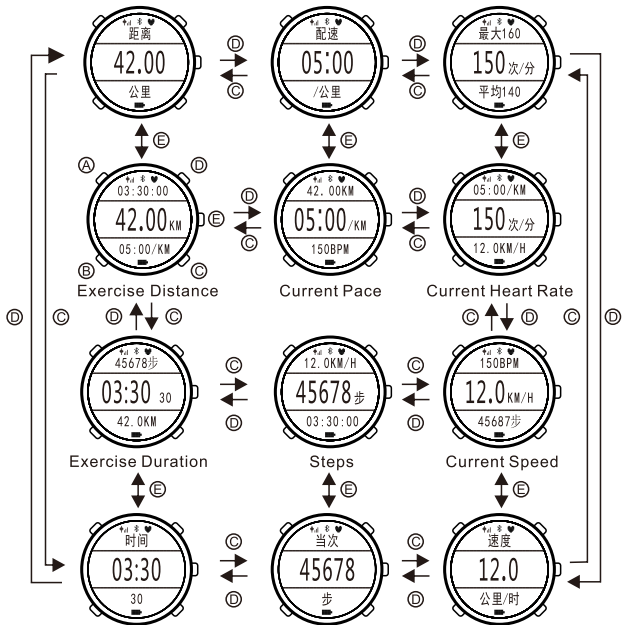 距离
42.00
公里
D
C
配速
05:00
/公里
D
C
最大160
150次/分
平均140
E
E
E
A
D
03:30:00
42.00KM
05:00/KM
E
B
C
Exercise Distance
D
C
42.00KM
05:00/KM
150BPM
Current Pace
D
C
05:00/KM
150次/分
12.0KM/H
Current Heart Rate
D
C
D
C
C
D
C
D
45678步
03:30 30
42.0KM
Exercise Duration
C
D
12.0KM/H
45678步
03:30:00
Steps
C
D
150BPM
12.0KM/H
45687步
Current Speed
E
E
E
时间
03:30
30
C
D
当次
45678
步
C
D
速度
12.0
公里/时